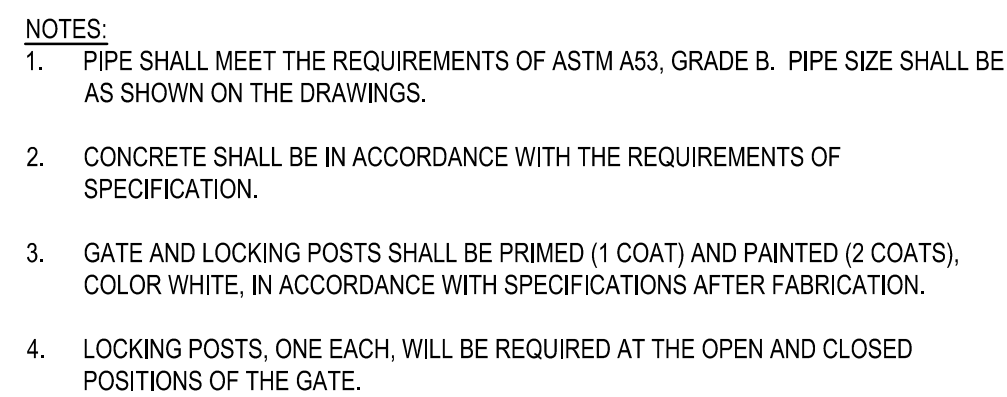 NOTES:
1. PIPE SHALL MEET THE REQUIREMENTS OF ASTM A53, GRADE B. PIPE SIZE SHALL BE
AS SHOWN ON THE DRAWINGS.
2. CONCRETE SHALL BE IN ACCORDANCE WITH THE REQUIREMENTS OF
SPECIFICATION.
3. GATE AND LOCKING POSTS SHALL BE PRIMED (1 COAT) AND PAINTED (2 COATS),
COLOR WHITE, IN ACCORDANCE WITH SPECIFICATIONS AFTER FABRICATION.
4. LOCKING POSTS, ONE EACH, WILL BE REQUIRED AT THE OPEN AND CLOSED
POSITIONS OF THE GATE.